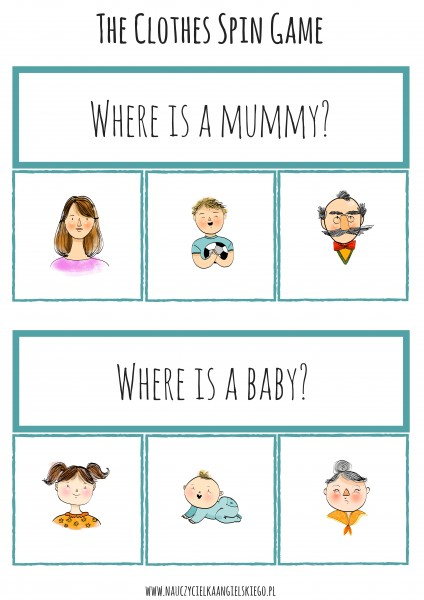 The Clothes Spin Game
Where is a mummy?
Where is a baby?
www.nauczycielkaangielskiego.pl